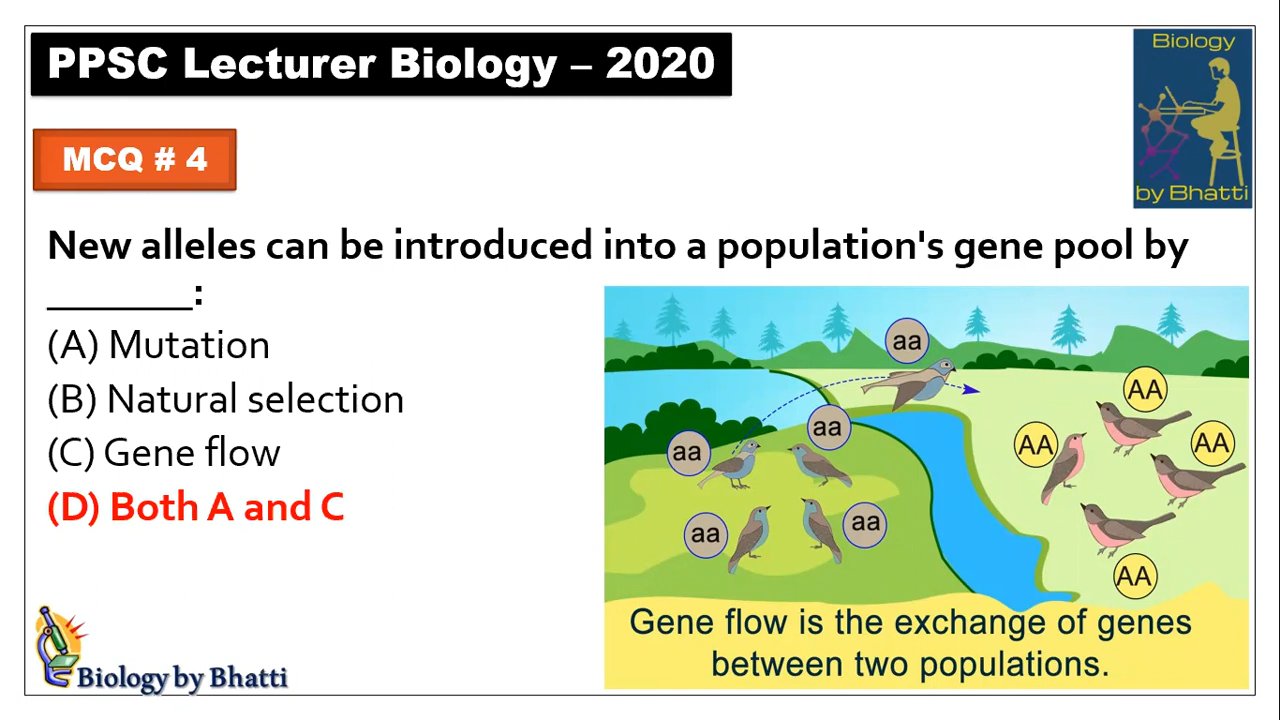 PPSC Lecturer Biology – 2020
Biology
by Bhatti
MCQ # 4
New alleles can be introduced into a population's gene pool by
_______:
(A) Mutation
(B) Natural selection
(C) Gene flow
(D) Both A and C
aa
aa
aa
aa
aa
AA
AA
AA
AA
Gene flow is the exchange of genes
between two populations.
Biology by Bhatti